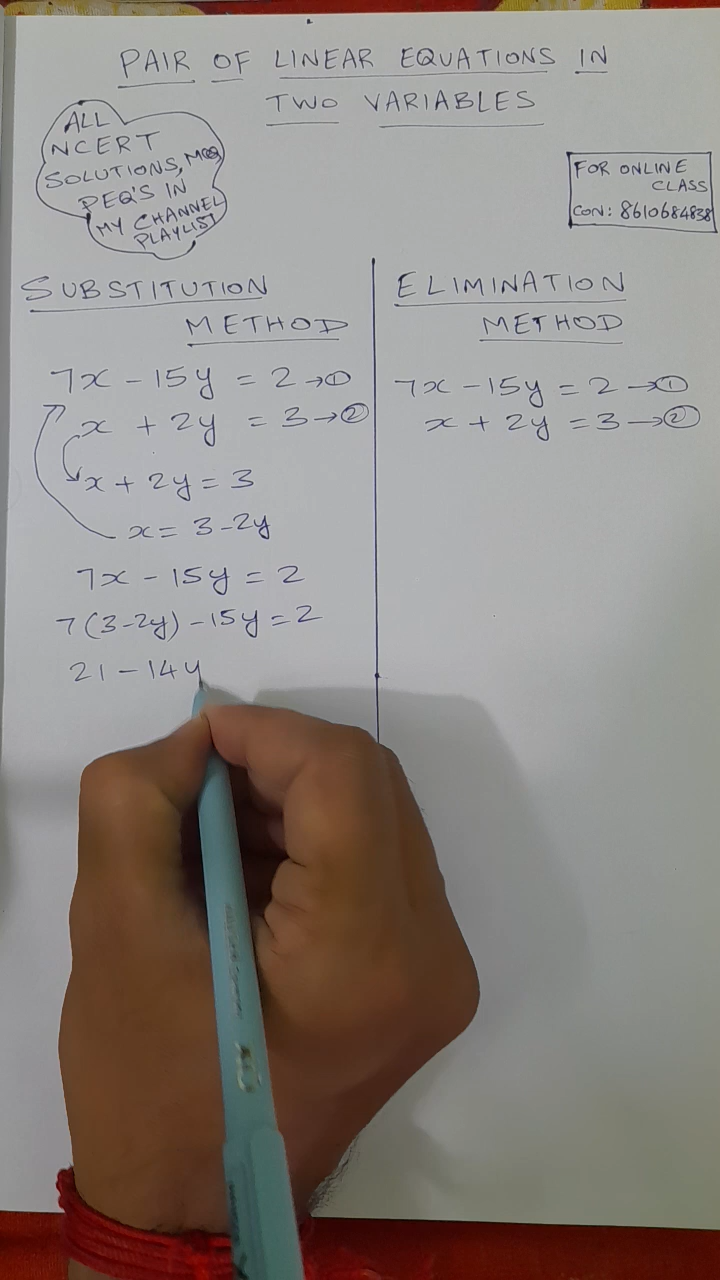 PAIR OF LINEAR EQUATIONS IN
TWO VARIABLES
ALL
NCERT
SOLUTIONS, MCQ,
PEQ'S IN
MY CHANNEL
PLAYLIST
FOR ONLINE
CLASS
CON: 8610684838
SUBSTITUTION
METHOD
7x - 15y = 2 →①
x + 2y = 3 →②
x + 2y = 3
x = 3 - 2y
7x - 15y = 2
7(3-2y) - 15y = 2
21 - 14y
ELIMINATION
METHOD
7x - 15y = 2 →①
x + 2y = 3 →②